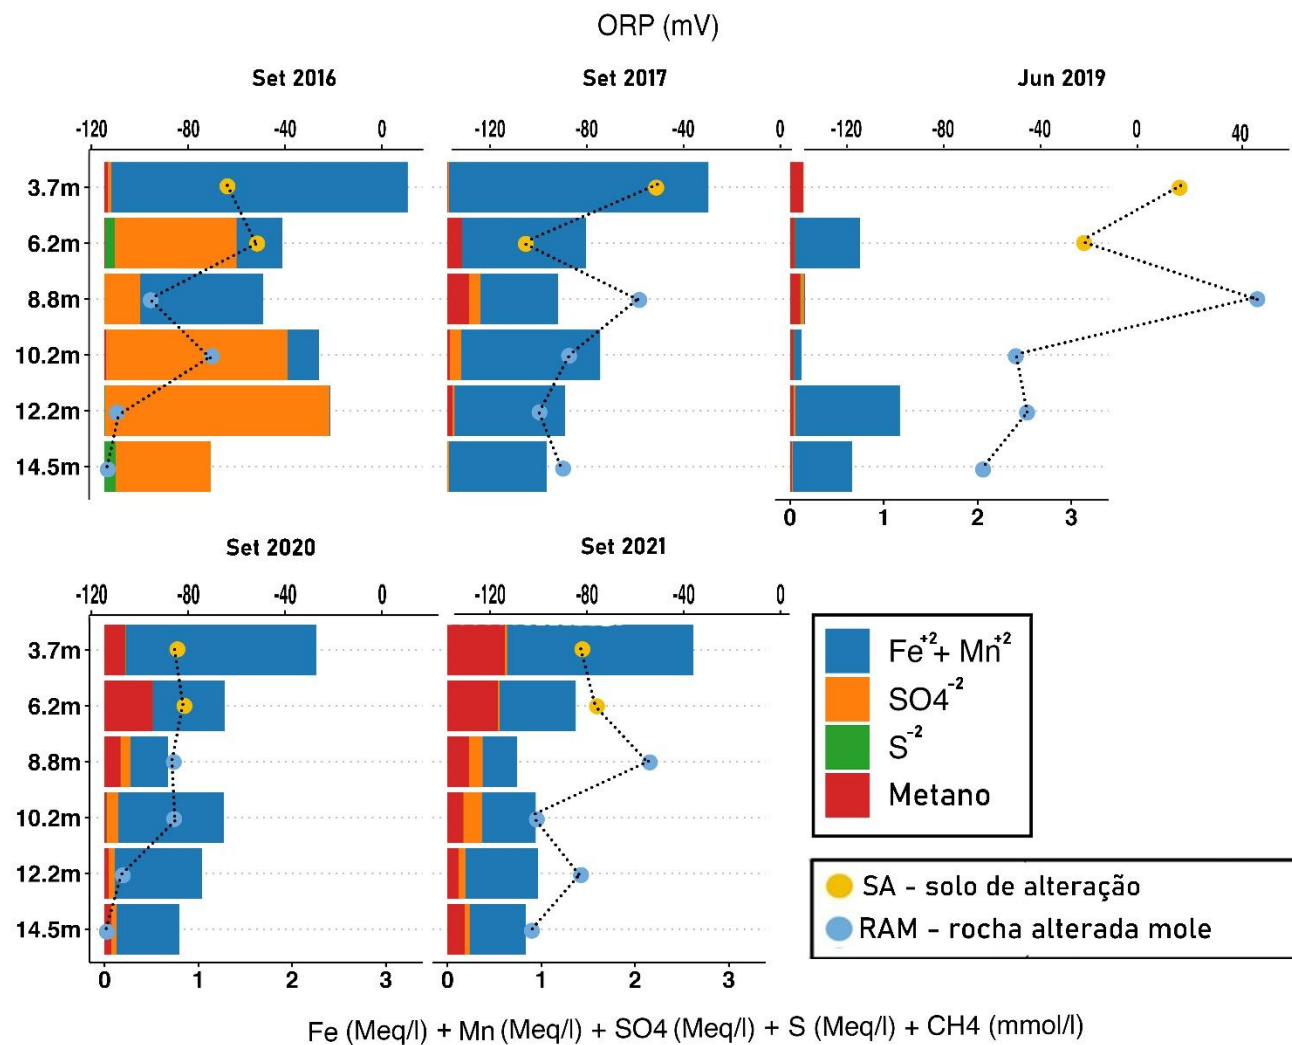 ORP (mV)
Set 2016 Set 2017 Jun 2019
-120 -80 -40 0 -120 -80 -40 0 -120 -80 -40 0 40
3.7m
6.2m
8.8m
10.2m
12.2m
14.5m
0 1 2 3
Set 2020 Set 2021
-120 -80 -40 0 -120 -80 -40 0
3.7m
6.2m
8.8m
10.2m
12.2m
14.5m
0 1 2 3 0 1 2 3
Fe+2+ Mn+2
SO4-2
S-2
Metano
SA - solo de alteração
RAM - rocha alterada mole
Fe (Meq/l) + Mn (Meq/l) + SO4 (Meq/l) + S (Meq/l) + CH4 (mmol/l)